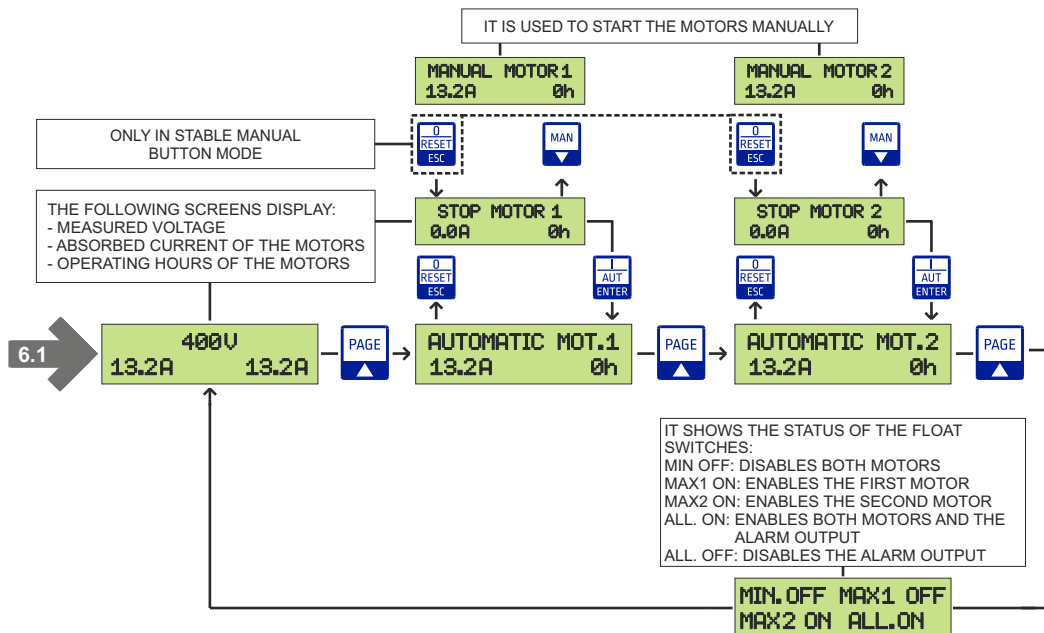 IT IS USED TO START THE MOTORS MANUALLY
MANUAL MOTOR 1
13.2A 0h
MANUAL MOTOR 2
13.2A 0h
ONLY IN STABLE MANUAL
BUTTON MODE
0
RESET
ESC
MAN
0
RESET
ESC
MAN
THE FOLLOWING SCREENS DISPLAY:
- MEASURED VOLTAGE
- ABSORBED CURRENT OF THE MOTORS
- OPERATING HOURS OF THE MOTORS
STOP MOTOR 1
0.0A 0h
STOP MOTOR 2
0.0A 0h
0
RESET
ESC
I
AUT
ENTER
0
RESET
ESC
I
AUT
ENTER
6.1
400V
13.2A 13.2A
PAGE
AUTOMATIC MOT.1
13.2A 0h
PAGE
AUTOMATIC MOT.2
13.2A 0h
PAGE
IT SHOWS THE STATUS OF THE FLOAT
SWITCHES:
MIN OFF: DISABLES BOTH MOTORS
MAX1 ON: ENABLES THE FIRST MOTOR
MAX2 ON: ENABLES THE SECOND MOTOR
ALL. ON: ENABLES BOTH MOTORS AND THE
ALARM OUTPUT
ALL. OFF: DISABLES THE ALARM OUTPUT
MIN.OFF MAX1 OFF
MAX2 ON ALL.ON